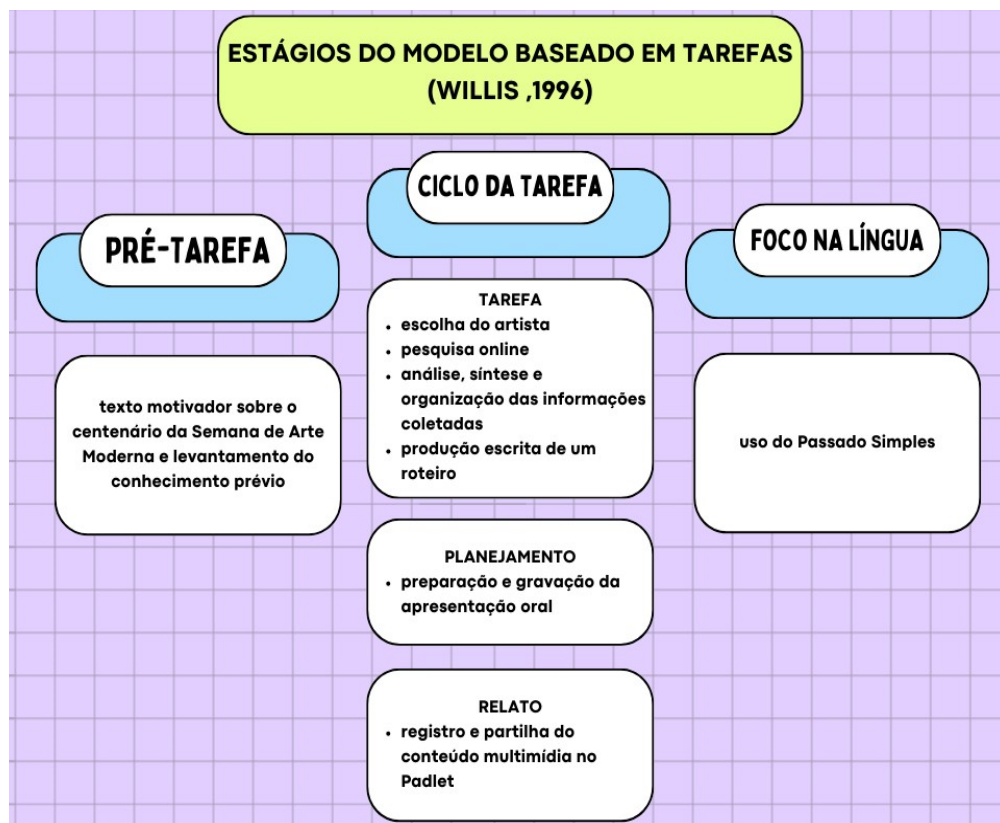 ESTÁGIOS DO MODELO BASEADO EM TAREFAS
(WILLIS ,1996)
PRÉ-TAREFA
texto motivador sobre o
centenário da Semana de Arte
Moderna e levantamento do
conhecimento prévio
CICLO DA TAREFA
TAREFA
• escolha do artista
• pesquisa online
• análise, síntese e
organização das informações
coletadas
• produção escrita de um
roteiro
PLANEJAMENTO
• preparação e gravação da
apresentação oral
RELATO
• registro e partilha do
conteúdo multimídia no
Padlet
FOCO NA LÍNGUA
uso do Passado Simples